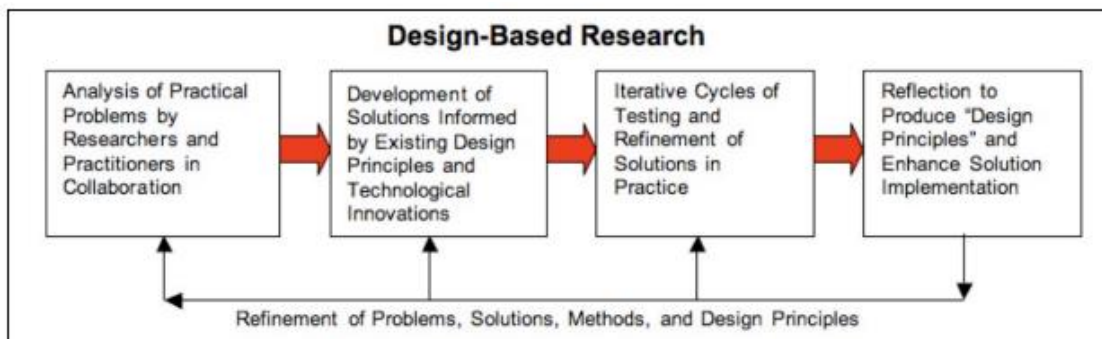 Design-Based Research
Analysis of Practical
Problems by
Researchers and
Practitioners in
Collaboration
Development of
Solutions Informed
by Existing Design
Principles and
Technological
Innovations
Iterative Cycles of
Testing and
Refinement of
Solutions in
Practice
Reflection to
Produce “Design
Principles” and
Enhance Solution
Implementation
Refinement of Problems, Solutions, Methods, and Design Principles